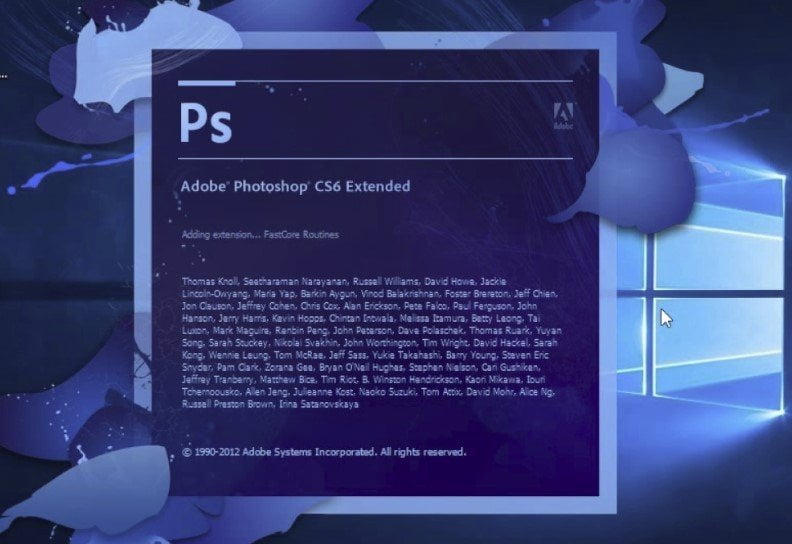 ...
Ps
Adobe
Adobe® Photoshop® CS6 Extended
Adding extension... FastCore Routines
Thomas Knoll, Seetharaman Narayanan, Russell Williams, David Howe, Jackie
Lincoln-Owyang, Maria Yap, Barkin Aygun, Vinod Balakrishnan, Foster Brereton, Jeff Chien,
Jon Clauson, Jeffrey Cohen, Chris Cox, Alan Erickson, Pete Falco, Paul Ferguson, John
Hanson, Jerry Harris, Kevin Hopps, Chintan Intwala, Melissa Itamura, Betty Leong, Tai
Luxon, Mark Maguire, Renbin Peng, John Peterson, Dave Polaschek, Thomas Ruark, Yuyan
Song, Sarah Stuckey, Nikolai Svakhin, John Worthington, Tim Wright, David Hackel, Sarah
Kong, Wennie Leung, Tom McRae, Jeff Sass, Yukie Takahashi, Barry Young, Steven Eric
Snyder, Pam Clark, Zorana Gee, Bryan O'Neil Hughes, Stephen Nielson, Cari Gushiken,
Jeffrey Tranberry, Matthew Bice, Tim Riot, B. Winston Hendrickson, Kaori Mikawa, Iouri
Tchernoousko, Allen Jeng, Julieanne Kost, Naoko Suzuki, Tom Attix, David Mohr, Alice Ng,
Russell Preston Brown, Irina Satanovskaya
© 1990-2012 Adobe Systems Incorporated. All rights reserved.